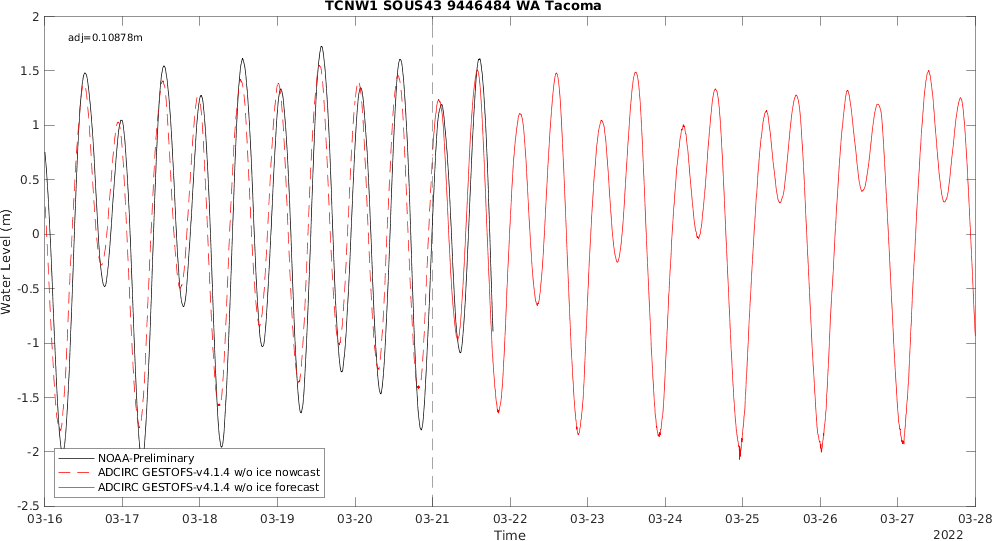 TCNW1 SOUS43 9446484 WA Tacoma
adj=0.10878m
2
1.5
1
0.5
0
-0.5
-1
-1.5
-2
-2.5
Water Level (m)
NOAA-Preliminary
ADCIRC GESTOFS-v4.1.4 w/o ice nowcast
ADCIRC GESTOFS-v4.1.4 w/o ice forecast
03-16 03-17 03-18 03-19 03-20 03-21 03-22 03-23 03-24 03-25 03-26 03-27 03-28
Time
2022